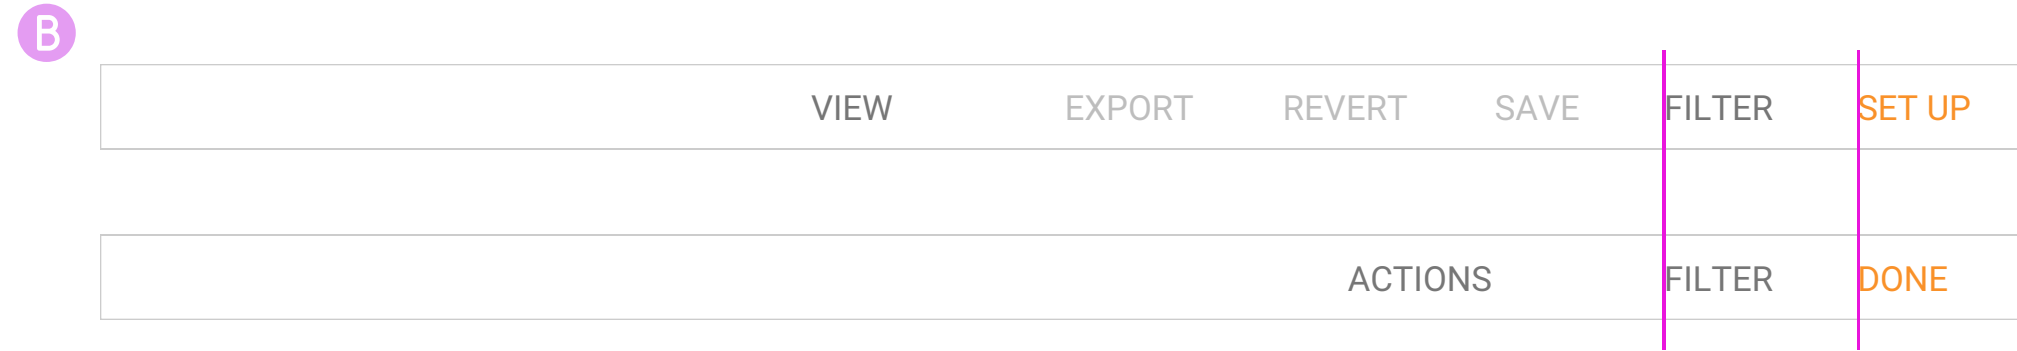 B
VIEW EXPORT REVERT SAVE FILTER SET UP
ACTIONS FILTER DONE